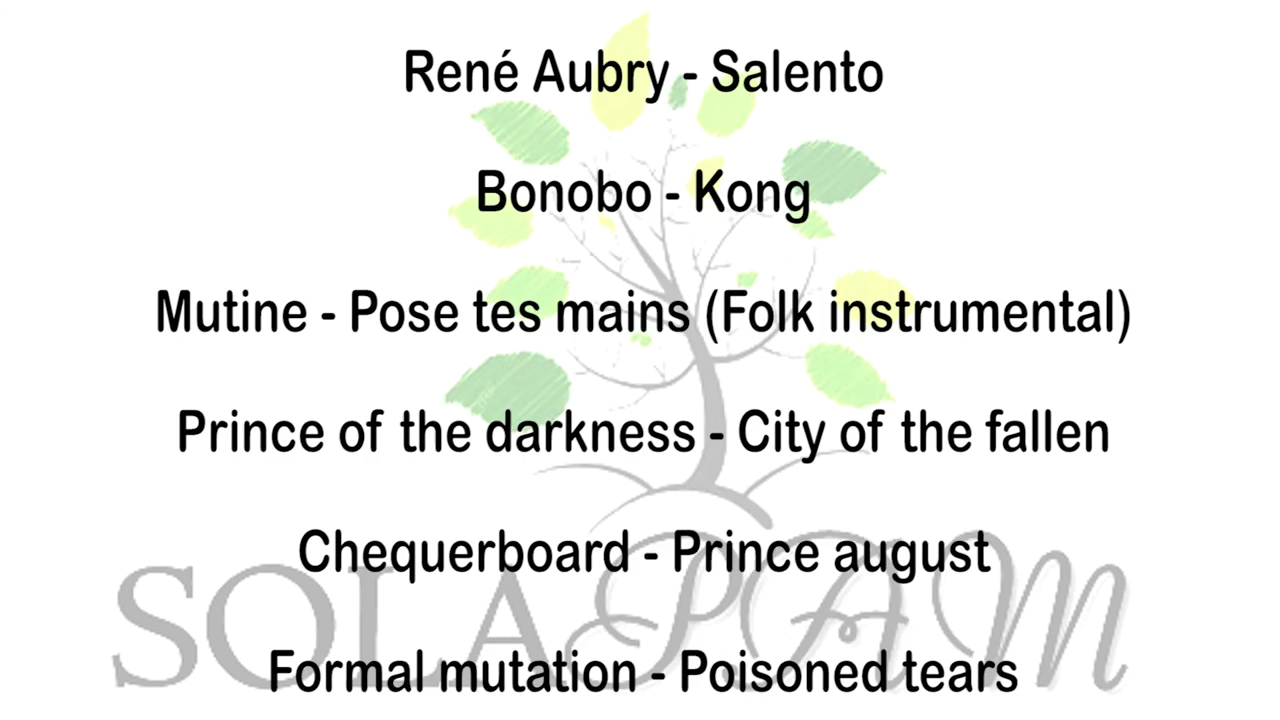 René Aubry - Salento
Bonobo - Kong
Mutine - Pose tes mains (Folk instrumental)
Prince of the darkness - City of the fallen
Chequerboard - Prince august
SOLAPAM
Formal mutation - Poisoned tears